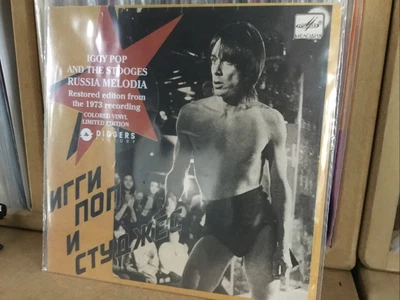 IGGY POP
AND THE STOOGES
RUSSIA MELODIA
Restored edition from
the 1973 recording
COLORED VINYL
LIMITED EDITION
DIGGERS
FACTORY
МЕЛОДИЯ
ИГГИ
ПОП
И
СТУДЖЕС